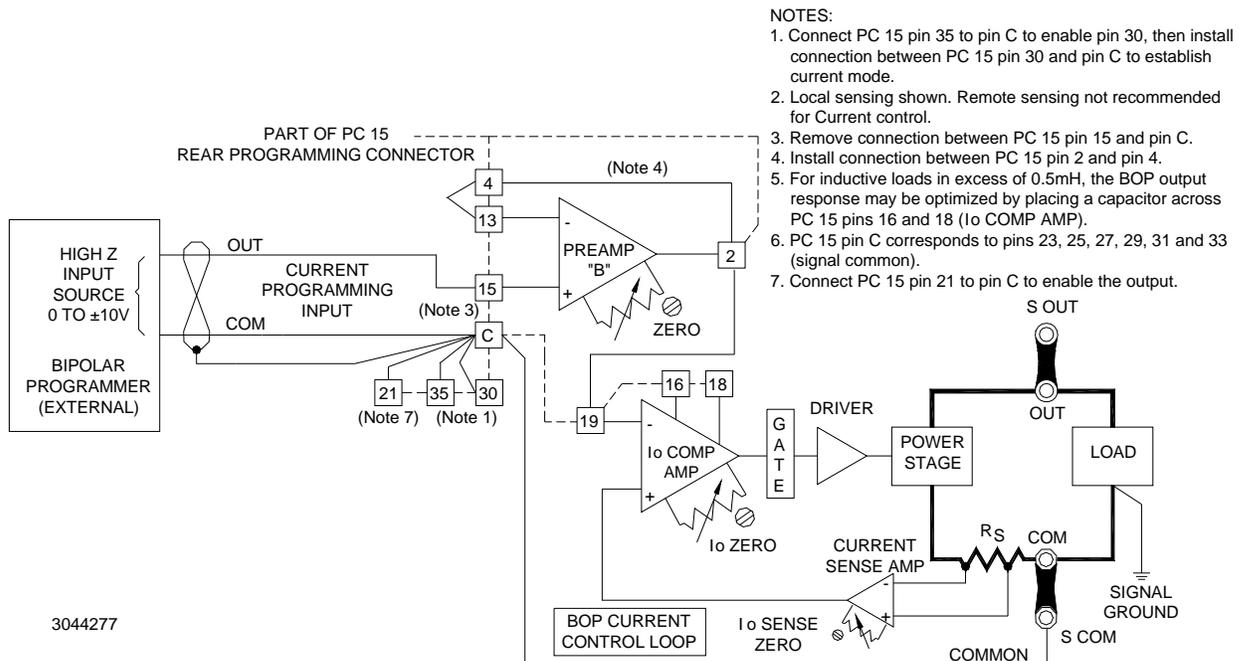 NOTES:
1. Connect PC 15 pin 35 to pin C to enable pin 30, then install
connection between PC 15 pin 30 and pin C to establish
current mode.
2. Local sensing shown. Remote sensing not recommended
for Current control.
3. Remove connection between PC 15 pin 15 and pin C.
4. Install connection between PC 15 pin 2 and pin 4.
5. For inductive loads in excess of 0.5mH, the BOP output
response may be optimized by placing a capacitor across
PC 15 pins 16 and 18 (Io COMP AMP).
6. PC 15 pin C corresponds to pins 23, 25, 27, 29, 31 and 33
(signal common).
7. Connect PC 15 pin 21 to pin C to enable the output.
PART OF PC 15
REAR PROGRAMMING CONNECTOR
(Note 4)
4
13
-
PREAMP
"B"
+
2
15
(Note 3)
ZERO
HIGH Z
INPUT
SOURCE
0 TO ±10V
BIPOLAR
PROGRAMMER
(EXTERNAL)
OUT
CURRENT
PROGRAMMING
INPUT
COM
C
21
35
30
(Note 7)
(Note 1)
19
16
18
-
Io COMP
AMP
+
Io ZERO
G
A
T
E
DRIVER
POWER
STAGE
S OUT
OUT
LOAD
RS
COM
CURRENT
SENSE AMP
-
+
Io SENSE
ZERO
SIGNAL
GROUND
S COM
COMMON
BOP CURRENT
CONTROL LOOP
3044277